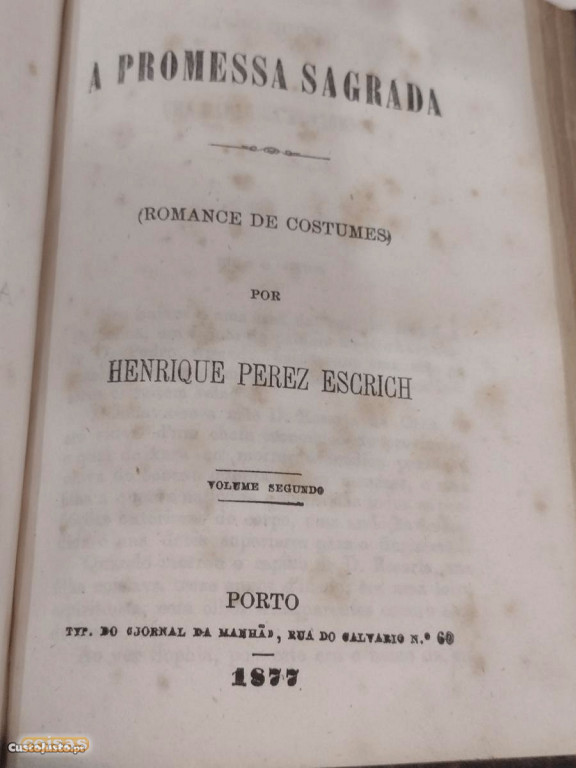 A PROMESSA SAGRADA
(ROMANCE DE COSTUMES)
POR
HENRIQUE PEREZ ESCRICH
VOLUME SEGUNDO
PORTO
TYP. DO «JORNAL DA MANHÃ», RUA DO CALVARIO N.º 60
1877
CustoJusto.pt